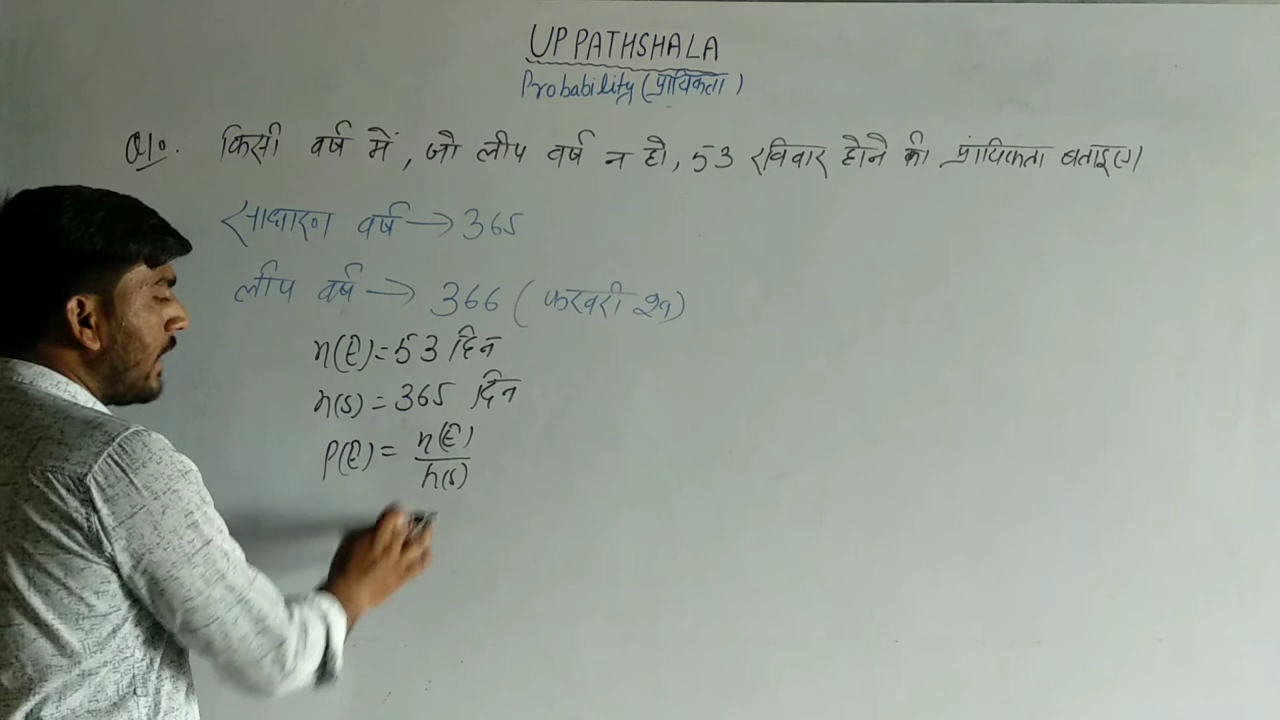 UP PATHSHALA
Probability (प्रायिकता)
Q10. किसी वर्ष में, जो लीप वर्ष न हो, 53 रविवार होने की प्रायिकता बताइए।
साधारण वर्ष → 365
लीप वर्ष → 366 (फरवरी 29)
n(E) = 53 दिन
n(s) = 365 दिन
P(E) = n(E)/n(s)